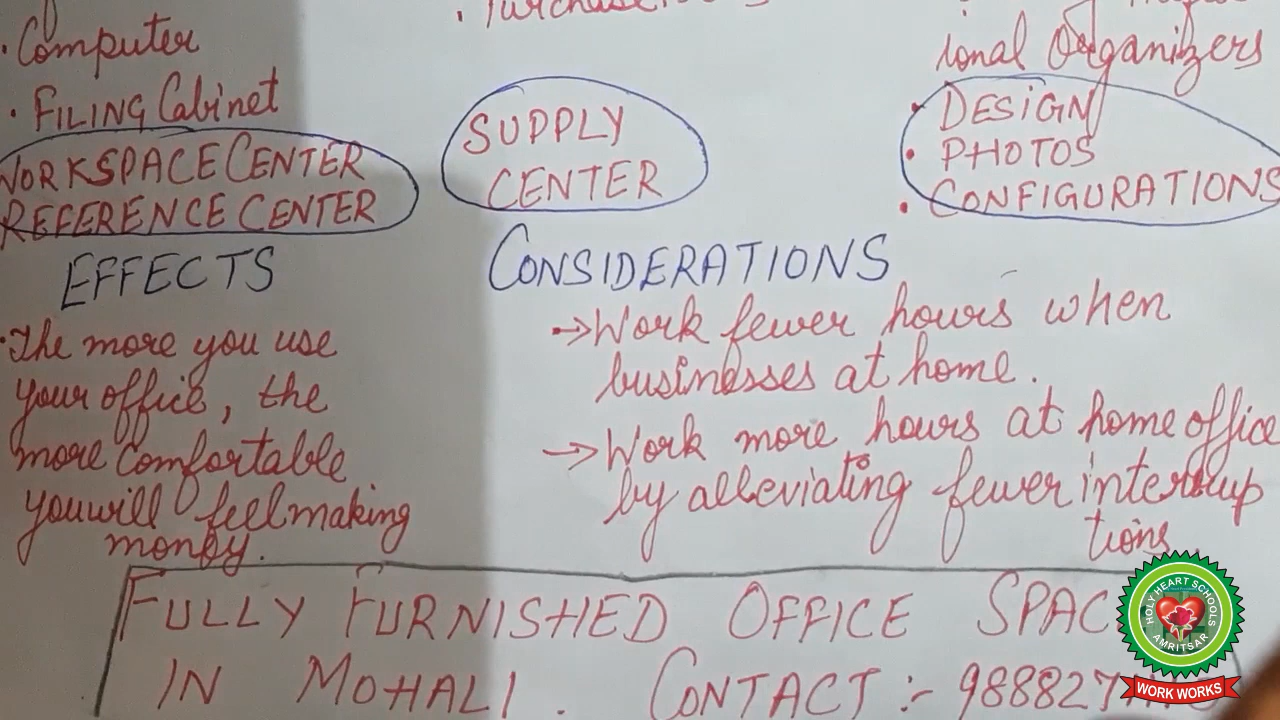 · Computer
· FILING Cabinet
WORKSPACE CENTER
REFERENCE CENTER
· Purchase
SUPPLY
CENTER
ional Organizers
· DESIGN
· PHOTOS
· CONFIGURATIONS
EFFECTS
· The more you use
your office, the
more comfortable
you will feel making
money.
CONSIDERATIONS
→ Work fewer hours when
businesses at home.
→ Work more hours at home office
by alleviating fewer interrup
tions
FULLY FURNISHED OFFICE SPAC
IN MOHALI. CONTACT :- 988827
HOLY HEART SCHOOLS
AMRITSAR
WORK WORKS